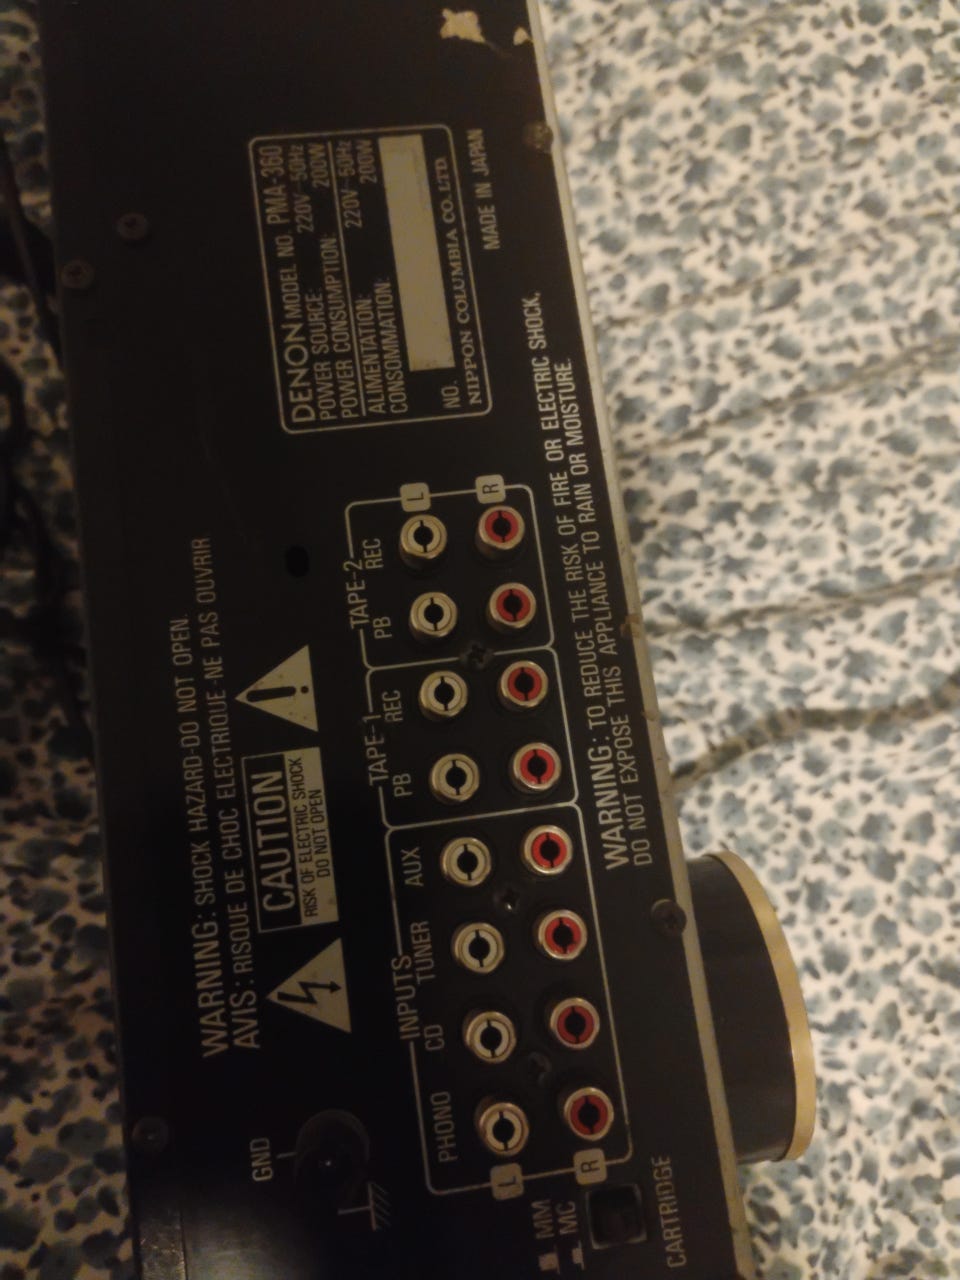 GND
WARNING: SHOCK HAZARD-DO NOT OPEN.
AVIS: RISQUE DE CHOC ELECTRIQUE-NE PAS OUVRIR
CAUTION
RISK OF ELECTRIC SHOCK
DO NOT OPEN
DENON MODEL NO. PMA-360
POWER SOURCE: 220V 50Hz
POWER CONSUMPTION: 200W
ALIMENTATION: 220V 50Hz
CONSOMMATION: 200W
NO.
NIPPON COLUMBIA CO. LTD.
MADE IN JAPAN
INPUTS
PHONO CD TUNER AUX
TAPE-1
PB REC
TAPE-2
PB REC
L
R
L
R
MM
MC
CARTRIDGE
WARNING: TO REDUCE THE RISK OF FIRE OR ELECTRIC SHOCK,
DO NOT EXPOSE THIS APPLIANCE TO RAIN OR MOISTURE.